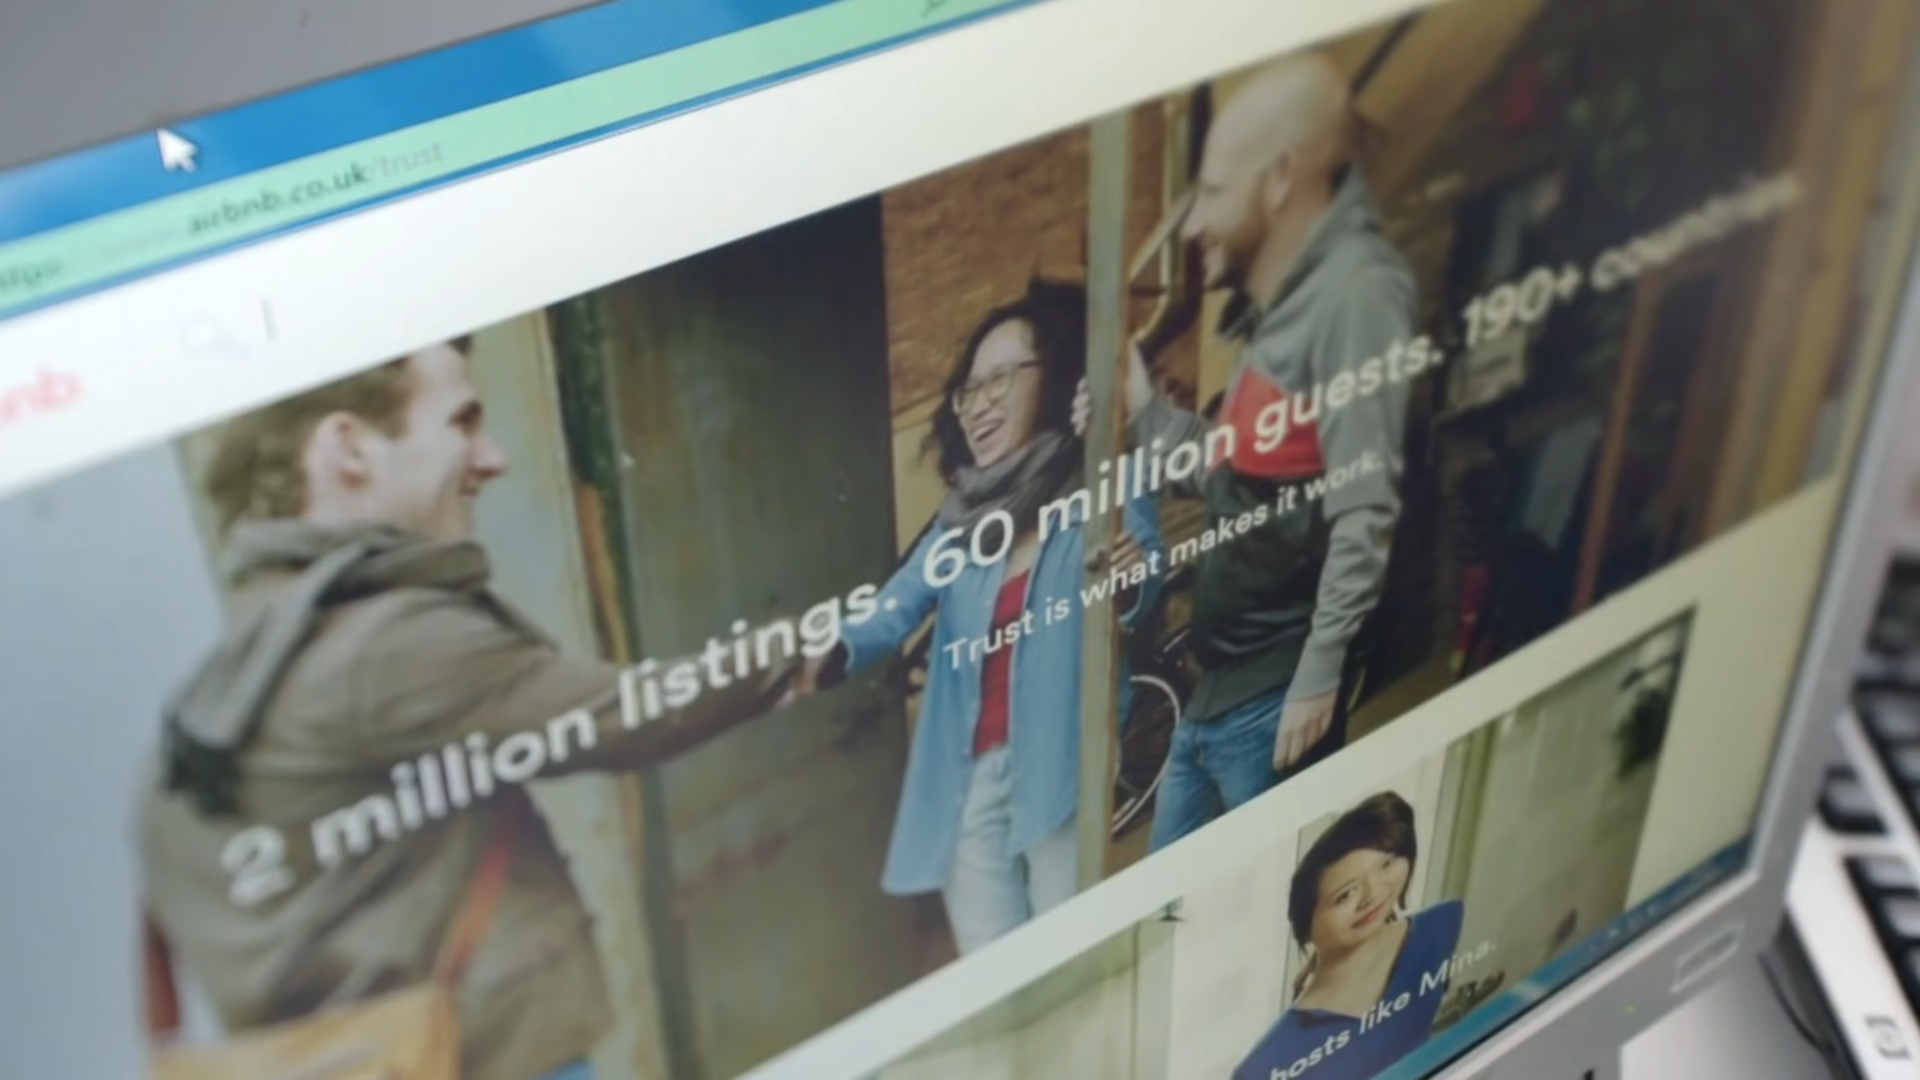 airbnb.co.uk/trust
nb
2 million listings. 60 million guests. 190+ countries.
Trust is what makes it work.
hosts like Mina.